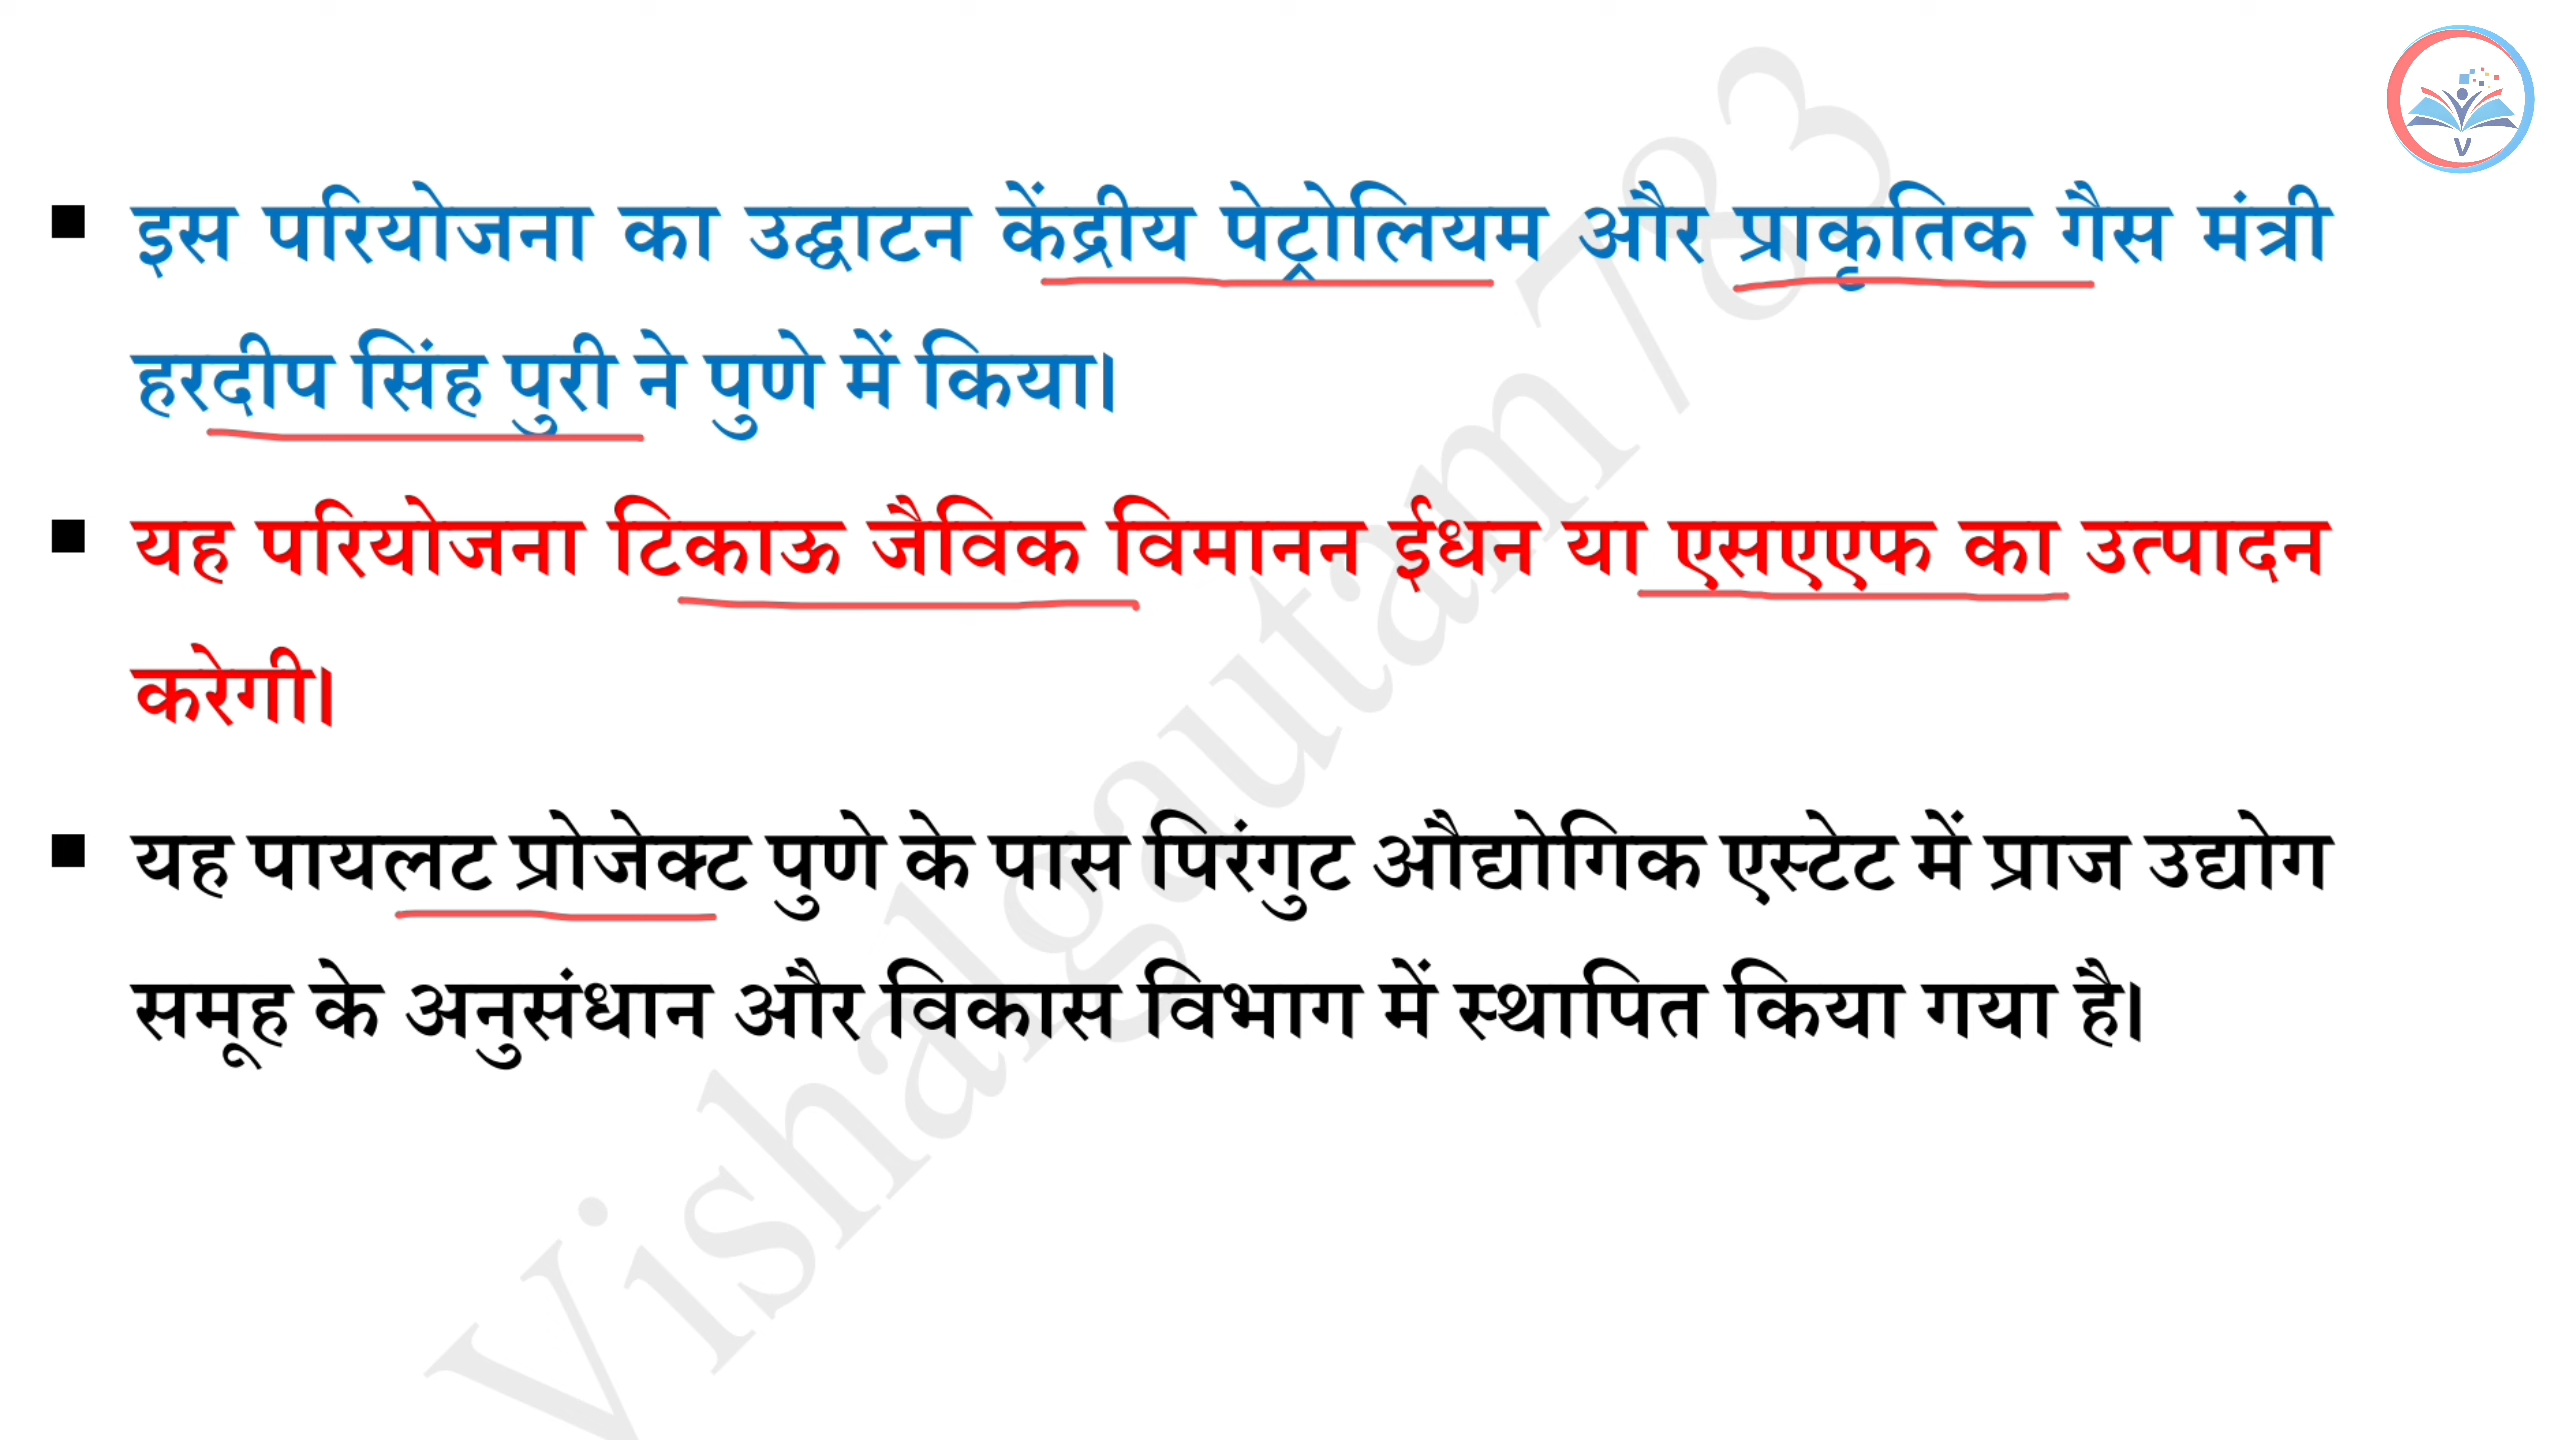 ▪ इस परियोजना का उद्घाटन केंद्रीय पेट्रोलियम और प्राकृतिक गैस मंत्री
हरदीप सिंह पुरी ने पुणे में किया।
▪ यह परियोजना टिकाऊ जैविक विमानन ईधन या एसएएफ का उत्पादन
करेगी।
▪ यह पायलट प्रोजेक्ट पुणे के पास पिरंगुट औद्योगिक एस्टेट में प्राज उद्योग
समूह के अनुसंधान और विकास विभाग में स्थापित किया गया है।
Vishalgautam783
V